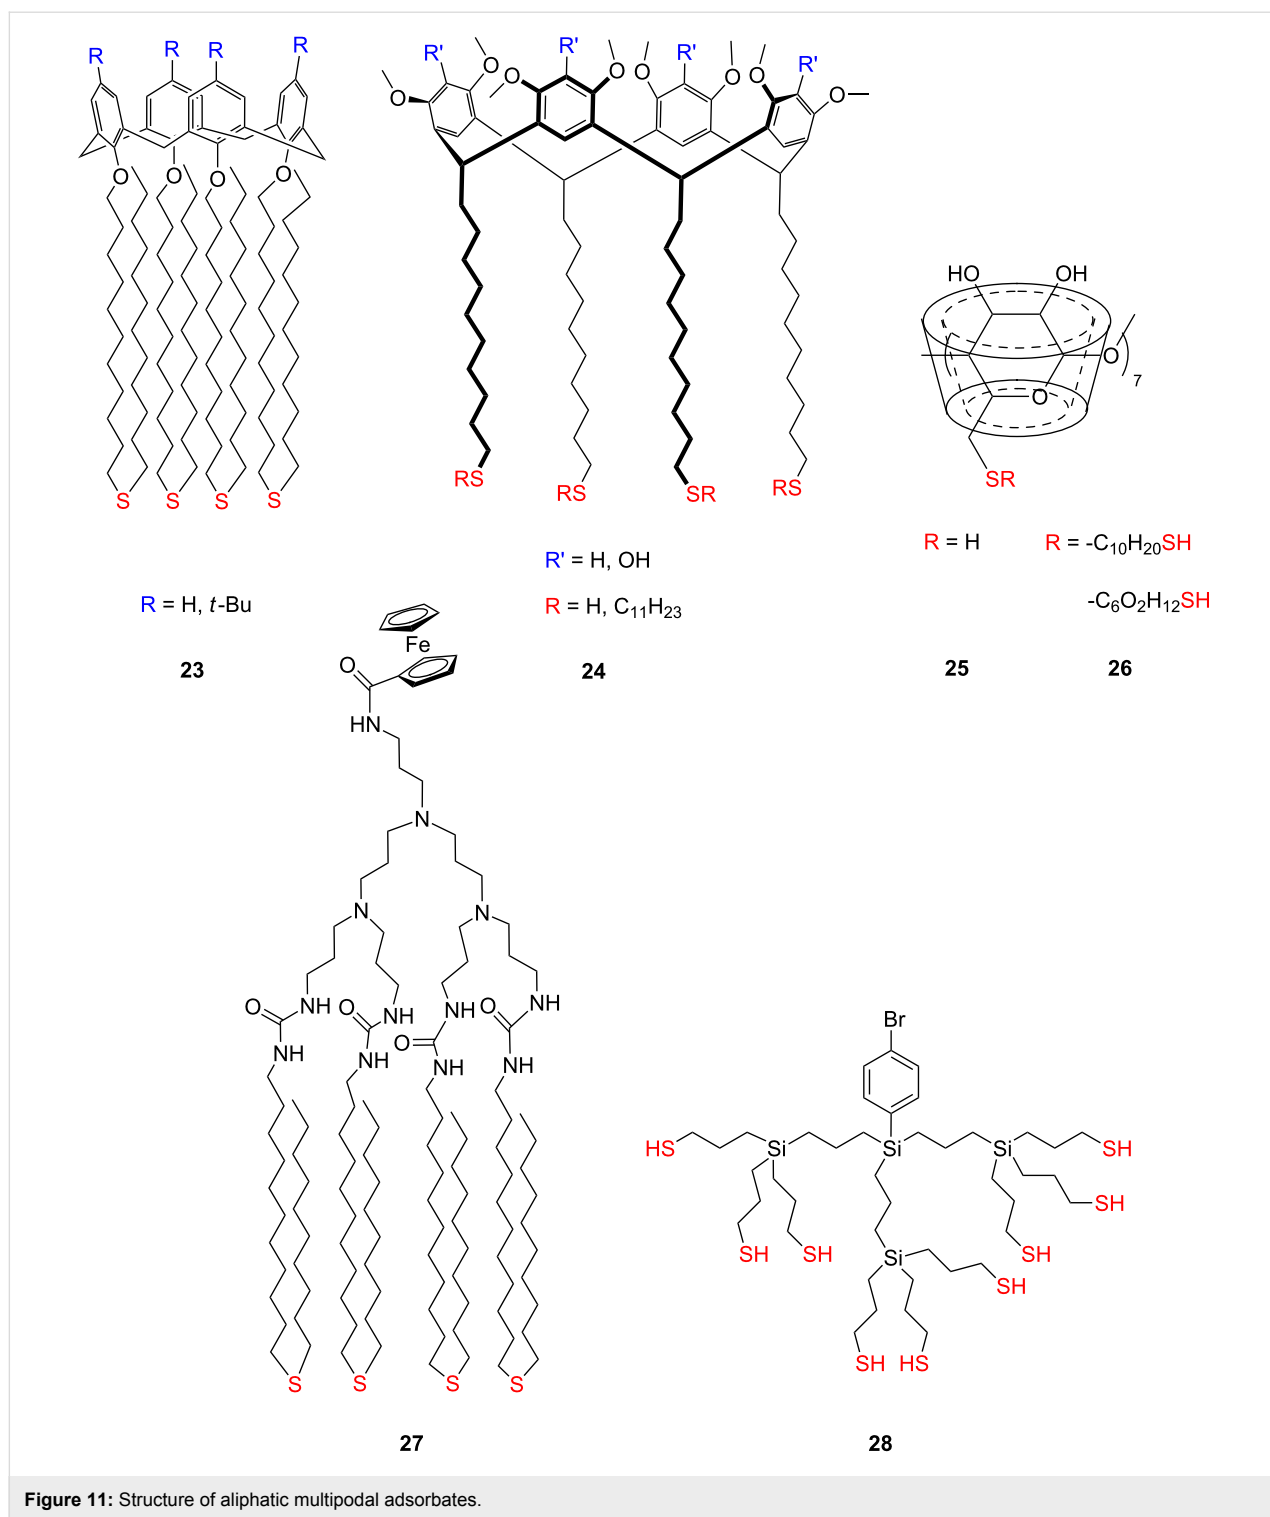 R R R R
R' R' R' R'
O O O O O O O O
O O O O
HO OH
O
O
7
S S S S
RS RS SR RS
SR
R = H R = -C10H20SH
R' = H, OH
R = H, t-Bu
R = H, C11H23
-C6O2H12SH
23 24 25 26
Fe
O
HN
N
N N
O NH O NH O NH O NH
NH NH NH NH
S S S S
Br
HS Si Si Si SH
SH
SH SH SH
Si
SH
SH HS
27 28
Figure 11: Structure of aliphatic multipodal adsorbates.